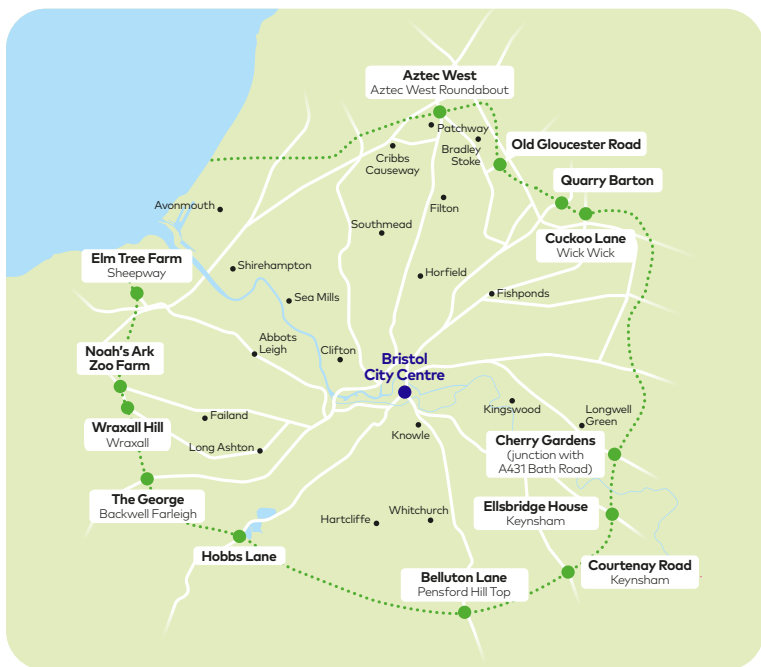 Aztec West
Aztec West Roundabout
Patchway
Bradley
Stoke
Old Gloucester Road
Cribbs
Causeway
Quarry Barton
Avonmouth
Filton
Southmead
Cuckoo Lane
Wick Wick
Elm Tree Farm
Sheepway
Shirehampton
Horfield
Sea Mills
Fishponds
Abbots
Leigh
Clifton
Noah's Ark
Zoo Farm
Bristol
City Centre
Kingswood
Longwell
Green
Failand
Wraxall Hill
Wraxall
Knowle
Long Ashton
Cherry Gardens
(junction with
A431 Bath Road)
The George
Backwell Farleigh
Ellsbridge House
Keynsham
Hartcliffe
Whitchurch
Hobbs Lane
Courtenay Road
Keynsham
Belluton Lane
Pensford Hill Top